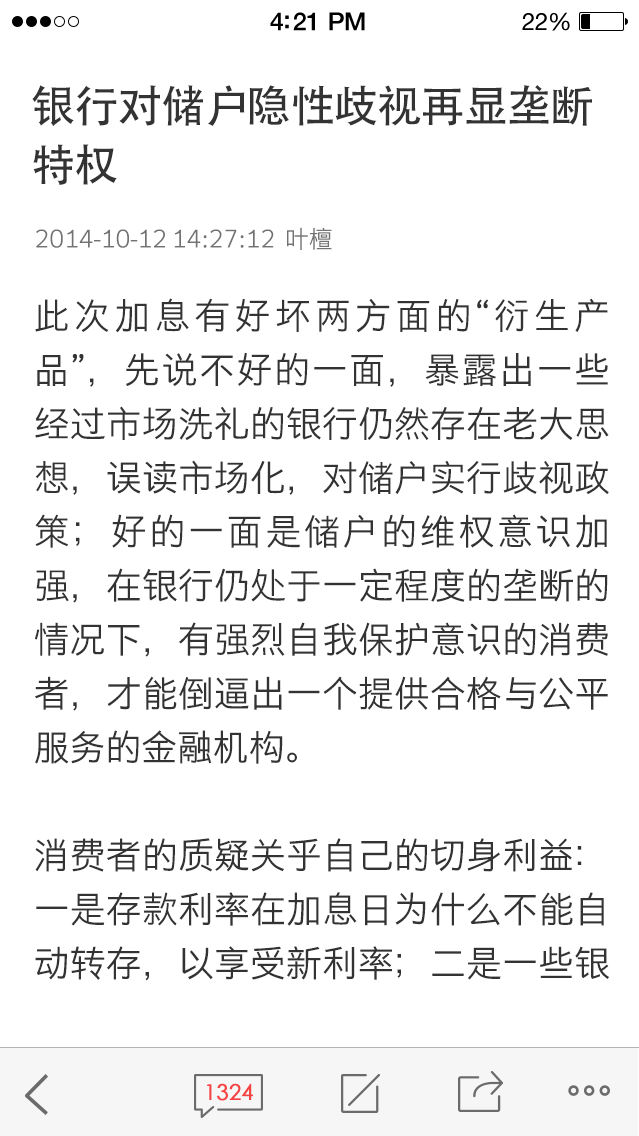 4:21 PM
22%
银行对储户隐性歧视再显垄断
特权
2014-10-12 14:27:12 叶檀
此次加息有好坏两方面的“衍生产
品”，先说不好的一面，暴露出一些
经过市场洗礼的银行仍然存在老大思
想，误读市场化，对储户实行歧视政
策；好的一面是储户的维权意识加
强，在银行仍处于一定程度的垄断的
情况下，有强烈自我保护意识的消费
者，才能倒逼出一个提供合格与公平
服务的金融机构。
消费者的质疑关乎自己的切身利益：
一是存款利率在加息日为什么不能自
动转存，以享受新利率；二是一些银
1324